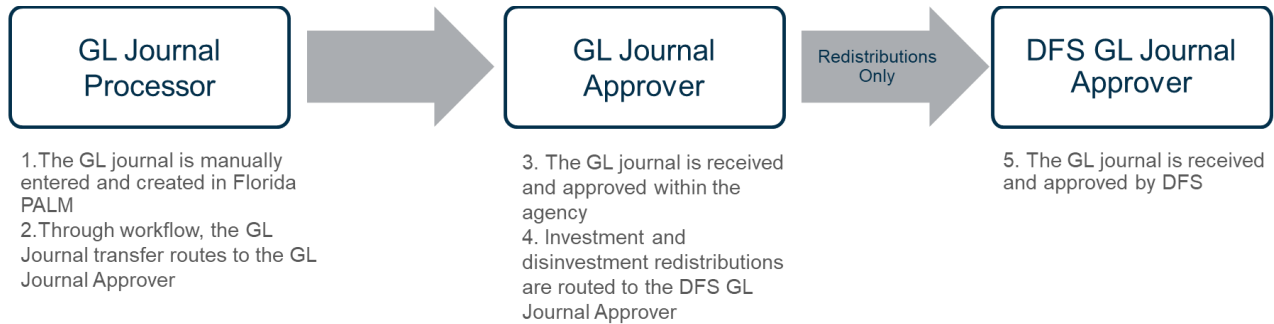 GL Journal
Processor
GL Journal
Approver
Redistributions
Only
DFS GL Journal
Approver
1.The GL journal is manually
entered and created in Florida
PALM
2.Through workflow, the GL
Journal transfer routes to the GL
Journal Approver
3. The GL journal is received
and approved within the
agency
4. Investment and
disinvestment redistributions
are routed to the DFS GL
Journal Approver
5. The GL journal is received
and approved by DFS